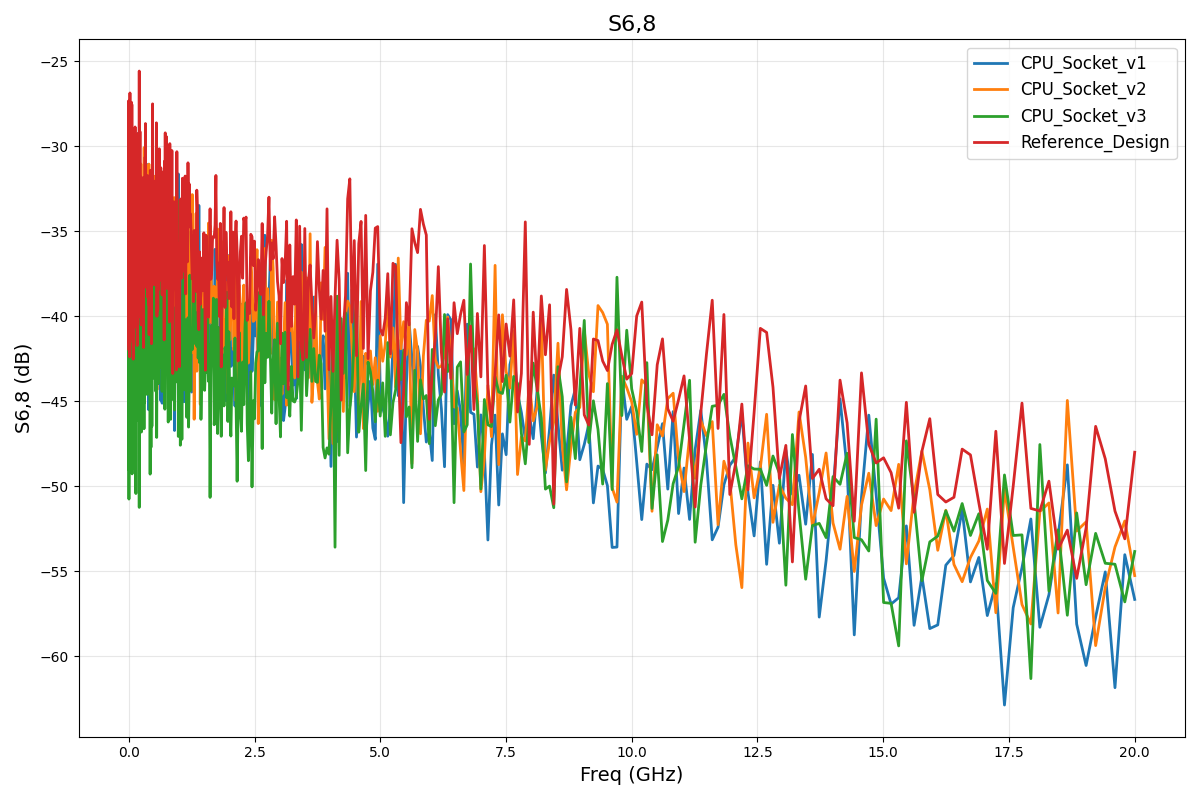 S6,8
CPU_Socket_v1
CPU_Socket_v2
CPU_Socket_v3
Reference_Design
S6,8 (dB)
−25
−30
−35
−40
−45
−50
−55
−60
0.0 2.5 5.0 7.5 10.0 12.5 15.0 17.5 20.0
Freq (GHz)